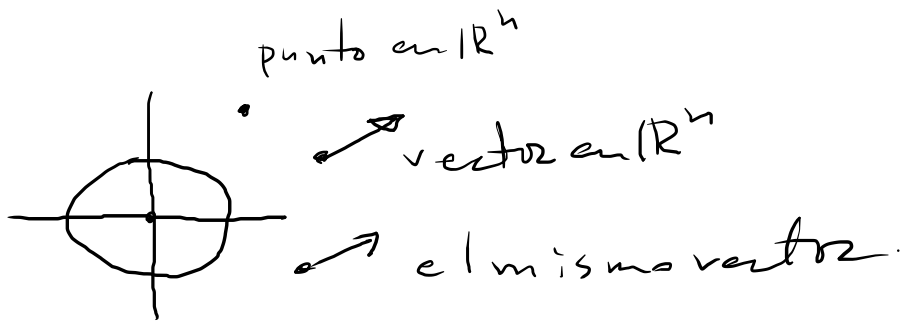 punto en ℝⁿ
vector en ℝⁿ
el mismo vector.